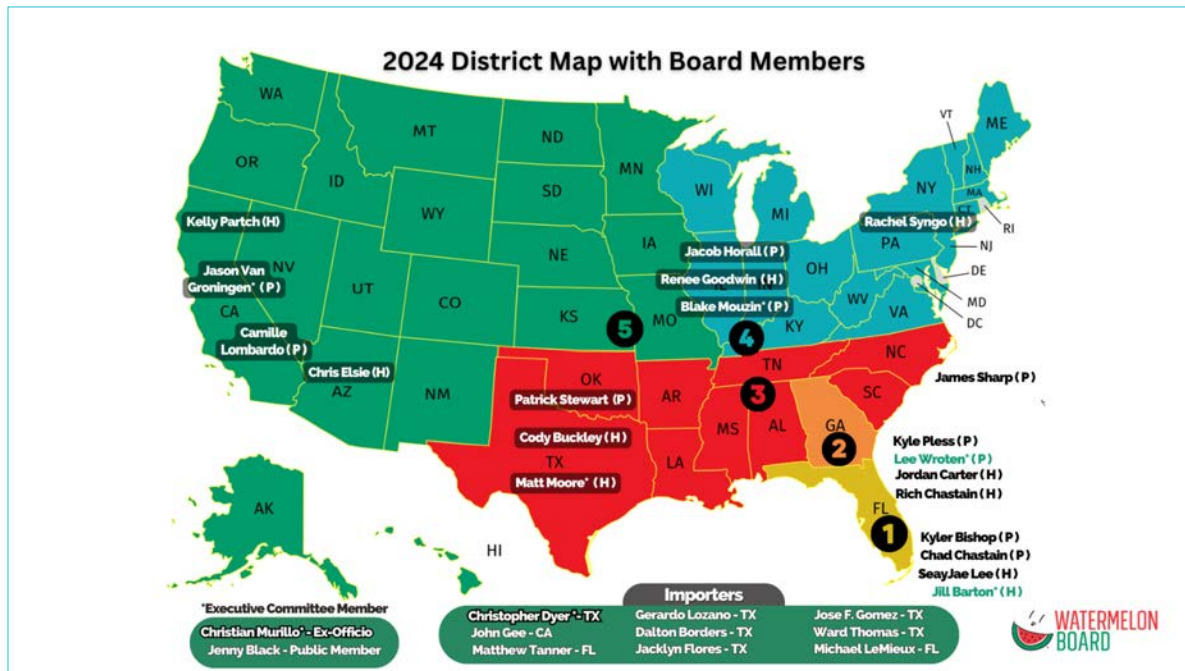 2024 District Map with Board Members
WA
MT
ND
MN
VT
ME
OR
ID
SD
WI
NH
NY
MA
WY
MI
CT
RI
Kelly Partch (H)
Rachel Syngo (H)
IA
PA
NJ
NE
Jacob Horall (P)
Jason Van
Groningen* (P)
NV
OH
DE
Renee Goodwin (H)
IL
IN
UT
CO
MD
WV
CA
KS
MO
Blake Mouzin* (P)
VA
DC
KY
5
4
Camille
Lombardo (P)
Chris Elsie (H)
NC
TN
OK
AZ
NM
Patrick Stewart (P)
AR
3
James Sharp (P)
SC
MS
AL
GA
Cody Buckley (H)
2
Kyle Pless (P)
Lee Wroten* (P)
TX
LA
Jordan Carter (H)
Matt Moore* (H)
Rich Chastain (H)
AK
FL
1
HI
Kyler Bishop (P)
Chad Chastain (P)
SeayJae Lee (H)
Jill Barton* (H)
*Executive Committee Member
Christian Murillo* - Ex-Officio
Jenny Black - Public Member
Importers
Christopher Dyer* - TX
John Gee - CA
Matthew Tanner - FL
Gerardo Lozano - TX
Dalton Borders - TX
Jacklyn Flores - TX
Jose F. Gomez - TX
Ward Thomas - TX
Michael LeMieux - FL
WATERMELON
BOARD